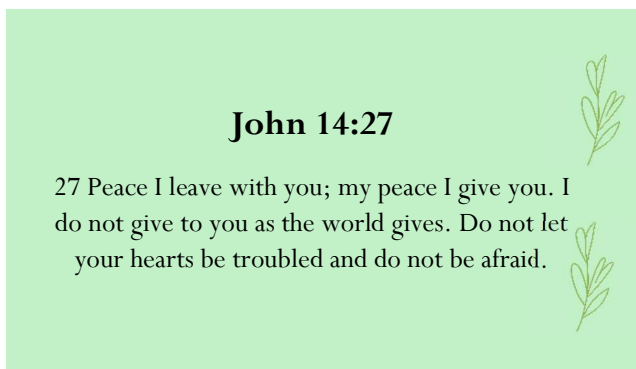 John 14:27
27 Peace I leave with you; my peace I give you. I
do not give to you as the world gives. Do not let
your hearts be troubled and do not be afraid.